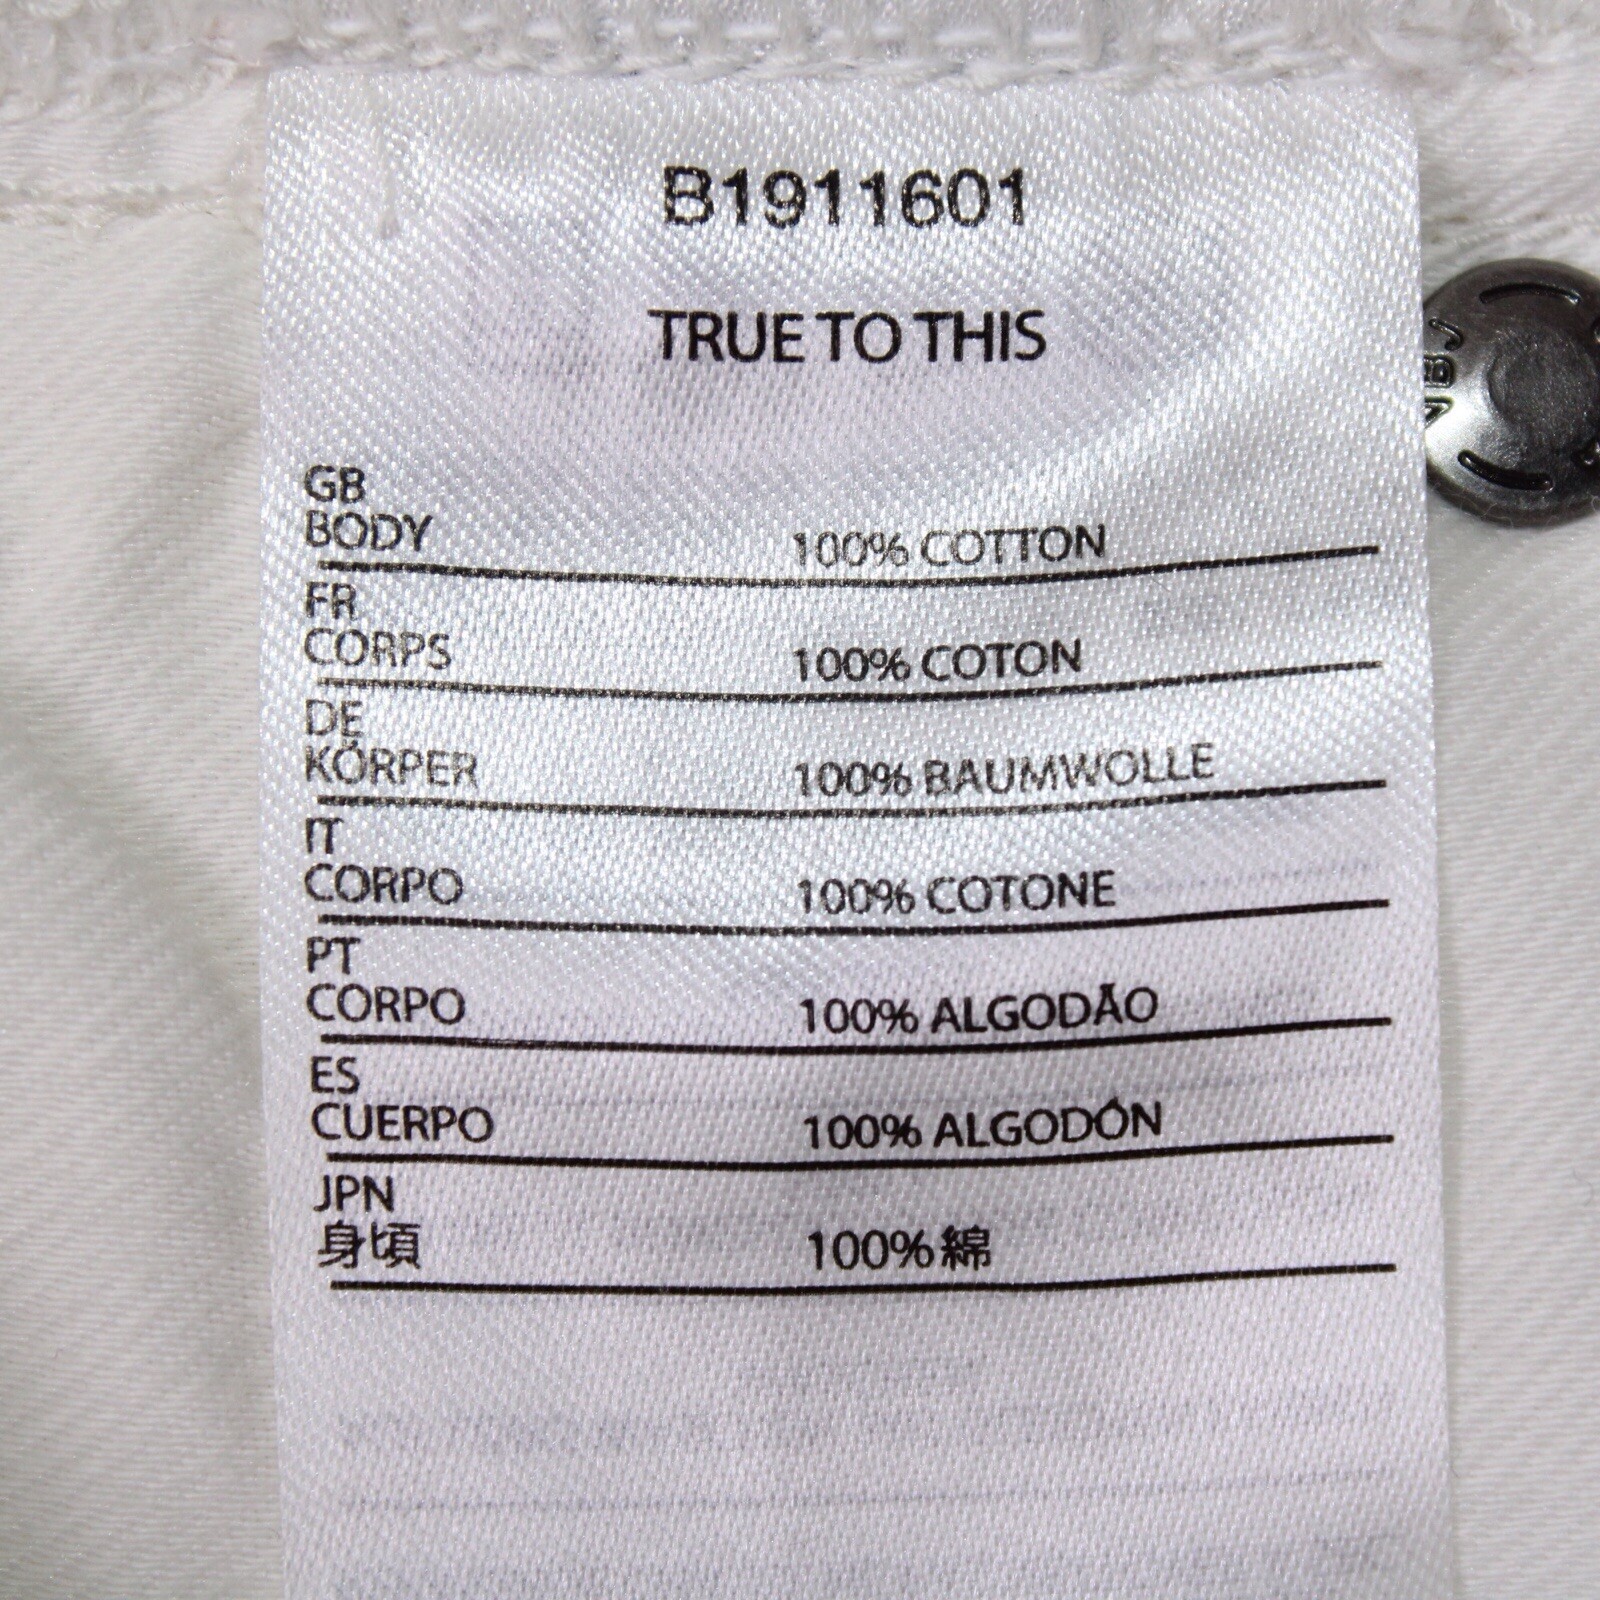 B1911601
TRUE TO THIS
GB
BODY 100% COTTON
FR
CORPS 100% COTON
DE
KÖRPER 100% BAUMWOLLE
IT
CORPO 100% COTONE
PT
CORPO 100% ALGODÃO
ES
CUERPO 100% ALGODÓN
JPN
身頃 100%綿